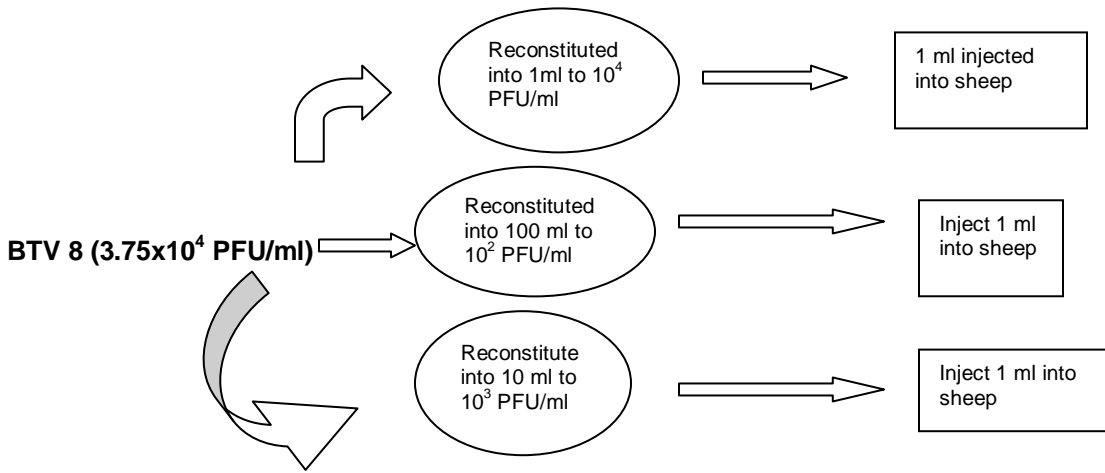 Reconstituted
into 1ml to 10⁴
PFU/ml
1 ml injected
into sheep
BTV 8 (3.75x10⁴ PFU/ml)
Reconstituted
into 100 ml to
10² PFU/ml
Inject 1 ml
into sheep
Reconstitute
into 10 ml to
10³ PFU/ml
Inject 1 ml into
sheep